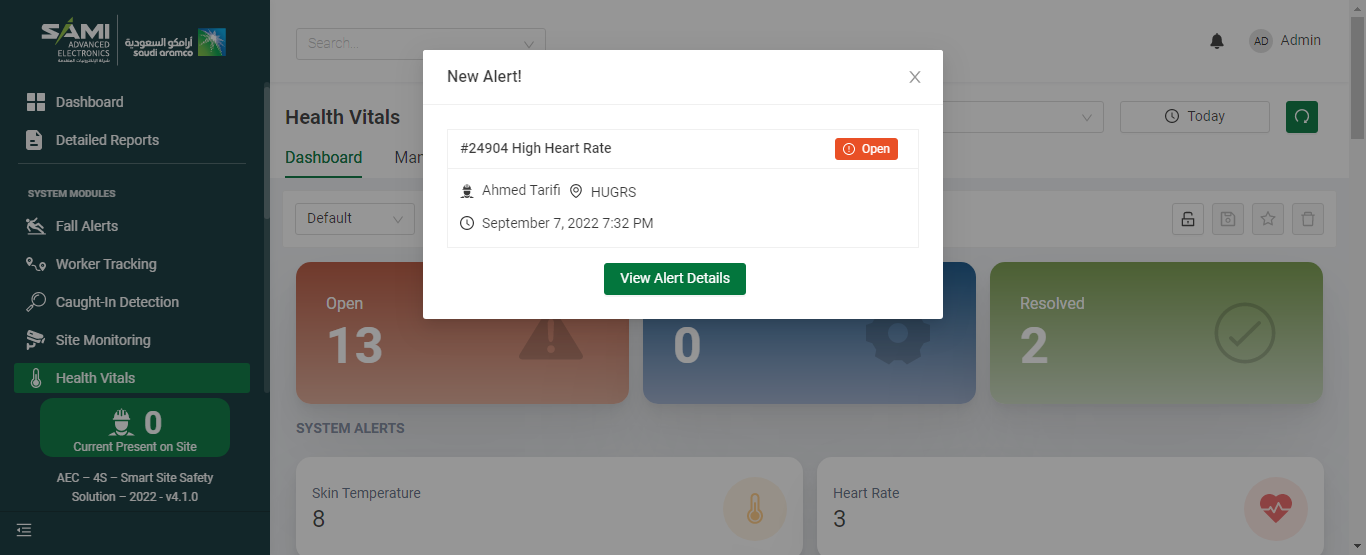 SAMI
ADVANCED
ELECTRONICS
شركة الإلكترونيات المتقدمة
أرامكو السعودية
saudi aramco
Dashboard
Detailed Reports
SYSTEM MODULES
Fall Alerts
Worker Tracking
Caught-In Detection
Site Monitoring
Health Vitals
0
Current Present on Site
AEC – 4S – Smart Site Safety
Solution – 2022 - v4.1.0
Search...
AD Admin
Health Vitals
Today
Dashboard Mar
Default
New Alert!
#24904 High Heart Rate
Open
Ahmed Tarifi HUGRS
September 7, 2022 7:32 PM
View Alert Details
Open
13
0
Resolved
2
SYSTEM ALERTS
Skin Temperature
8
Heart Rate
3